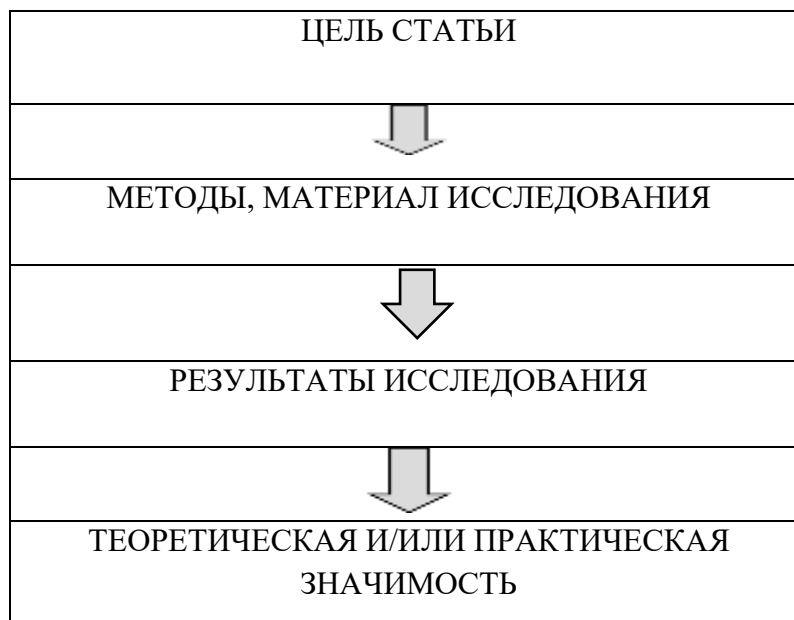 ЦЕЛЬ СТАТЬИ
МЕТОДЫ, МАТЕРИАЛ ИССЛЕДОВАНИЯ
РЕЗУЛЬТАТЫ ИССЛЕДОВАНИЯ
ТЕОРЕТИЧЕСКАЯ И/ИЛИ ПРАКТИЧЕСКАЯ
ЗНАЧИМОСТЬ